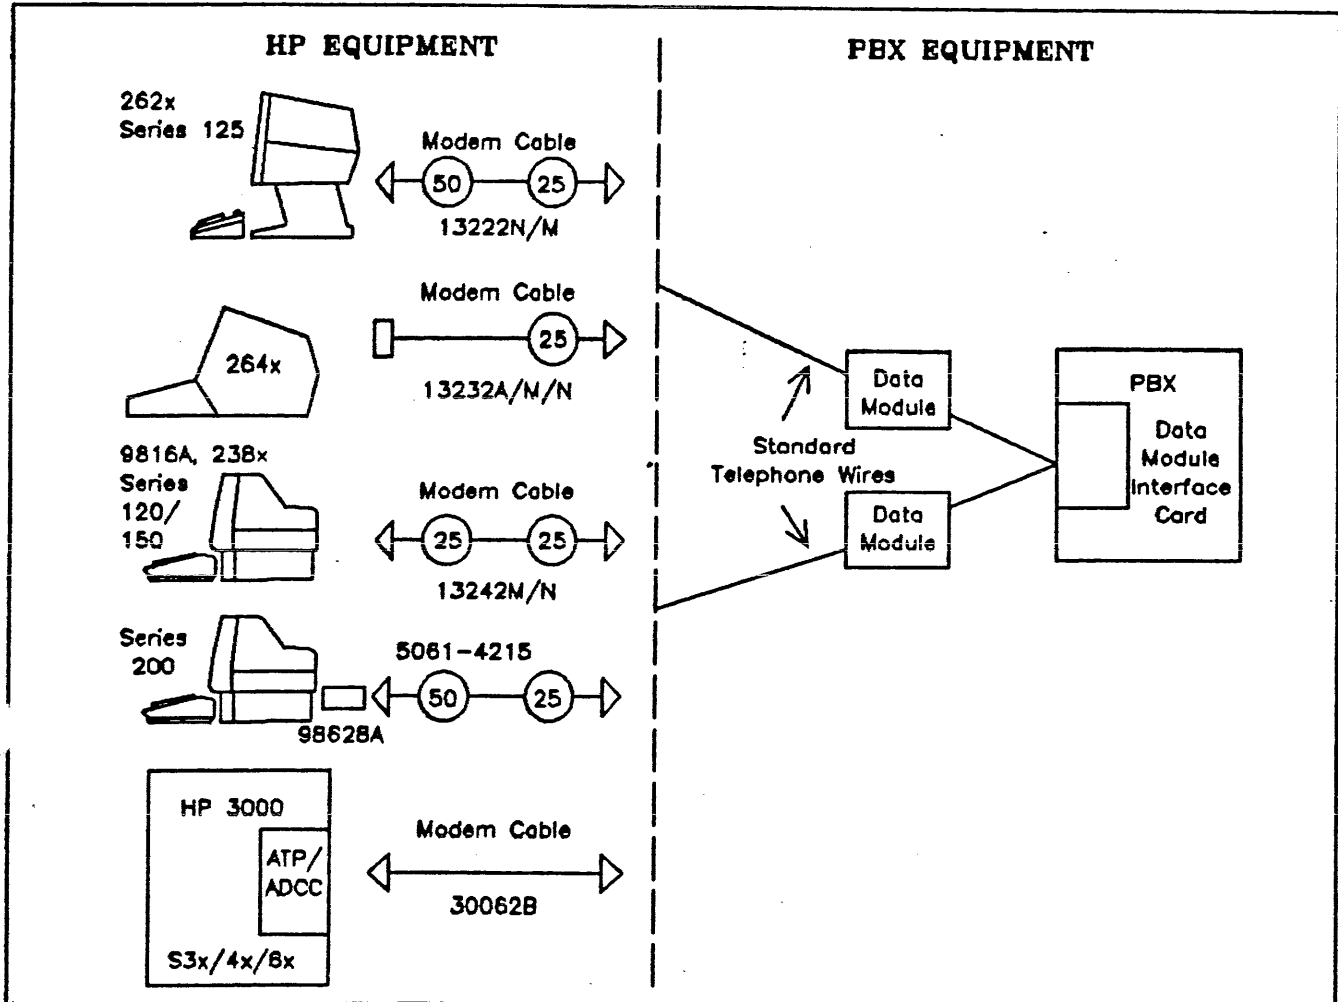 HP EQUIPMENT
PBX EQUIPMENT
262x
Series 125
Modem Cable
50
25
13222N/M
Modem Cable
264x
25
13232A/M/N
9816A, 238x
Series
120/
150
Modem Cable
25
25
13242M/N
Series
200
5061-4215
50
25
98628A
HP 3000
ATP/
ADCC
S3x/4x/6x
Modem Cable
30062B
Data
Module
Standard
Telephone Wires
Data
Module
PBX
Data
Module
Interface
Card